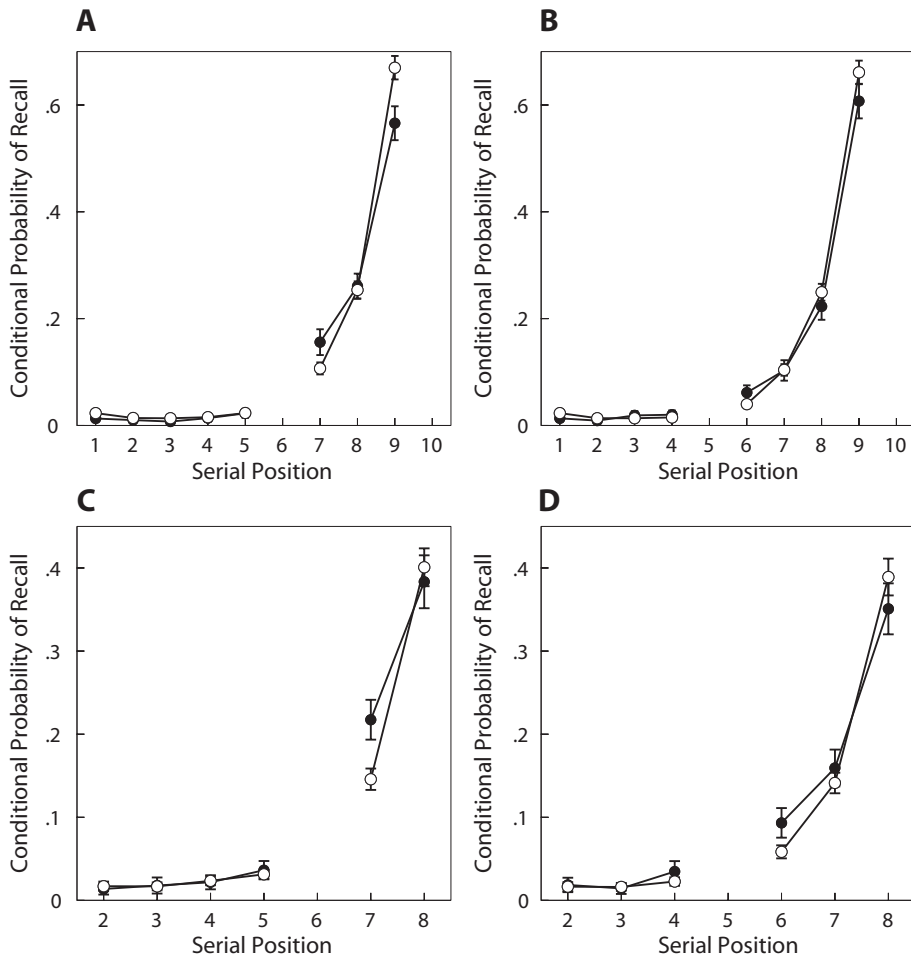 A
Conditional Probability of Recall
.6
.4
.2
0
1 2 3 4 5 6 7 8 9 10
Serial Position
B
Conditional Probability of Recall
.6
.4
.2
0
1 2 3 4 5 6 7 8 9 10
Serial Position
C
Conditional Probability of Recall
.4
.3
.2
.1
0
2 3 4 5 6 7 8
Serial Position
D
Conditional Probability of Recall
.4
.3
.2
.1
0
2 3 4 5 6 7 8
Serial Position